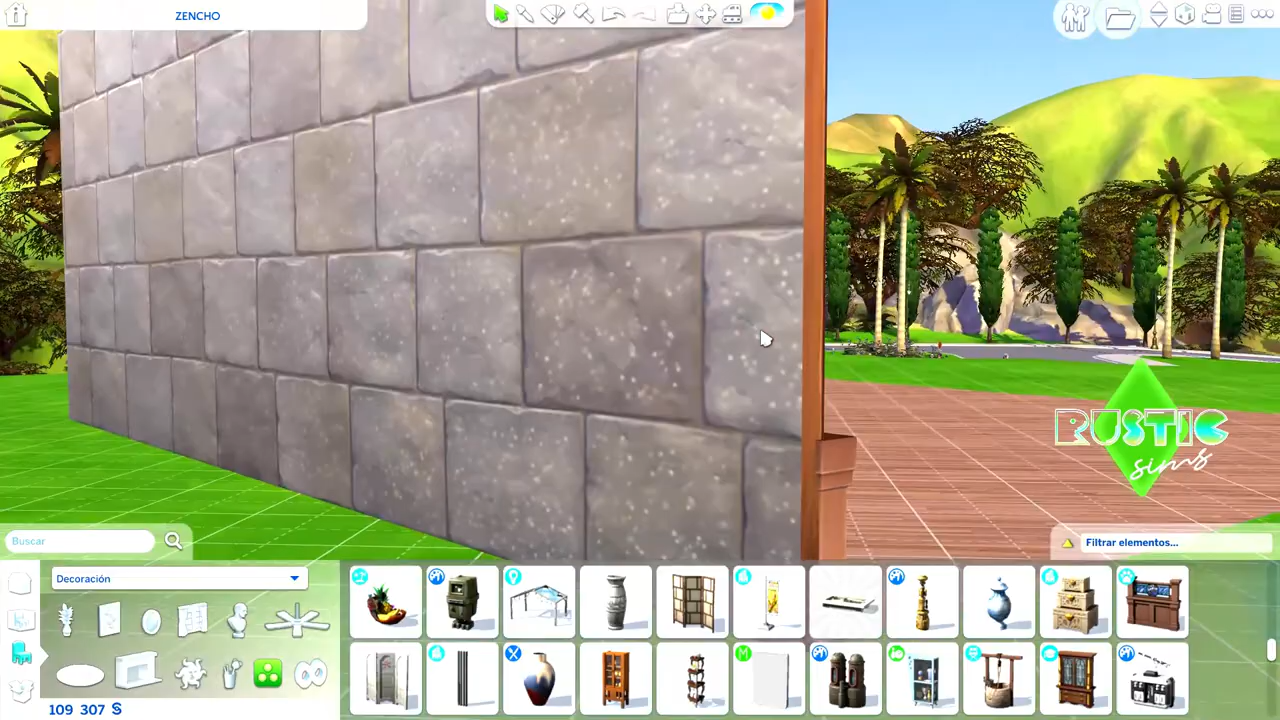 ZENCHO
RUSTIC
sims
Buscar
Filtrar elementos...
Decoración
M
109 307 $